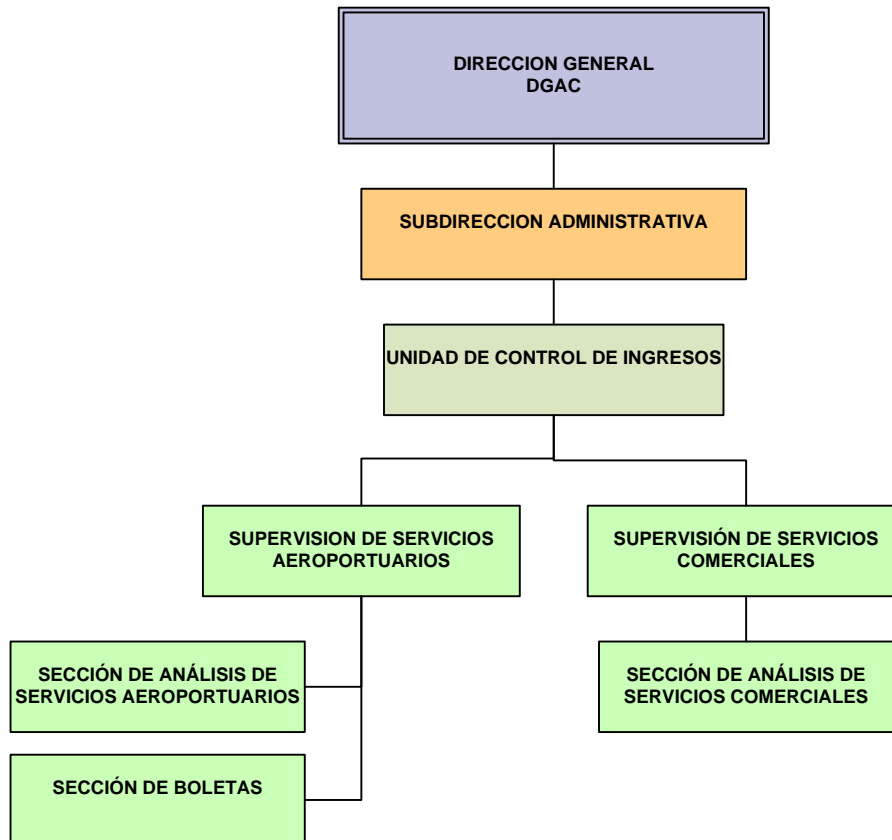 DIRECCION GENERAL
DGAC
SUBDIRECCION ADMINISTRATIVA
UNIDAD DE CONTROL DE INGRESOS
SUPERVISION DE SERVICIOS
AEROPORTUARIOS
SUPERVISIÓN DE SERVICIOS
COMERCIALES
SECCIÓN DE ANÁLISIS DE
SERVICIOS AEROPORTUARIOS
SECCIÓN DE ANÁLISIS DE
SERVICIOS COMERCIALES
SECCIÓN DE BOLETAS